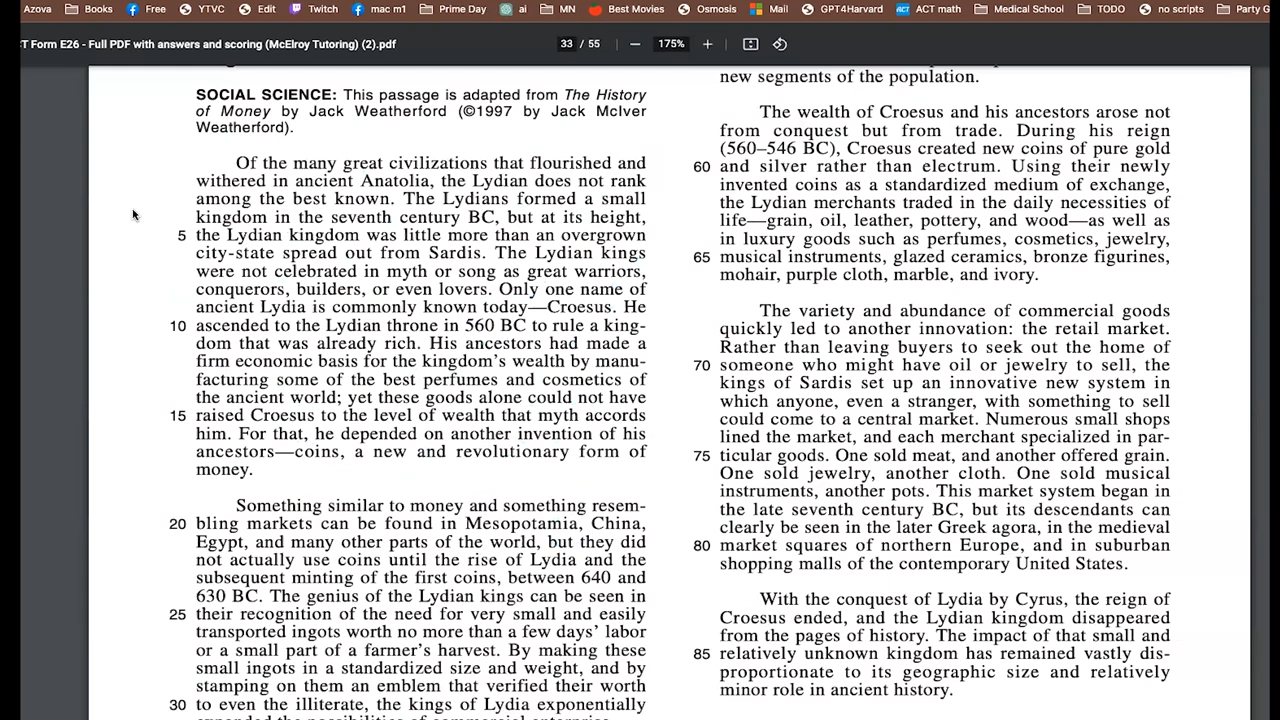 Azova
Books
Free
YTVC
Edit
Twitch
mac m1
Prime Day
ai
MN
Best Movies
Osmosis
Mail
GPT4Harvard
ACT math
Medical School
TODO
no scripts
Party G
T Form E26 - Full PDF with answers and scoring (McElroy Tutoring) (2).pdf
33 / 55
175%
SOCIAL SCIENCE: This passage is adapted from The History
of Money by Jack Weatherford (©1997 by Jack McIver
Weatherford).
Of the many great civilizations that flourished and
withered in ancient Anatolia, the Lydian does not rank
among the best known. The Lydians formed a small
kingdom in the seventh century BC, but at its height,
5 the Lydian kingdom was little more than an overgrown
city-state spread out from Sardis. The Lydian kings
were not celebrated in myth or song as great warriors,
conquerors, builders, or even lovers. Only one name of
ancient Lydia is commonly known today—Croesus. He
10 ascended to the Lydian throne in 560 BC to rule a king-
dom that was already rich. His ancestors had made a
firm economic basis for the kingdom's wealth by manu-
facturing some of the best perfumes and cosmetics of
the ancient world; yet these goods alone could not have
15 raised Croesus to the level of wealth that myth accords
him. For that, he depended on another invention of his
ancestors—coins, a new and revolutionary form of
money.
Something similar to money and something resem-
20 bling markets can be found in Mesopotamia, China,
Egypt, and many other parts of the world, but they did
not actually use coins until the rise of Lydia and the
subsequent minting of the first coins, between 640 and
630 BC. The genius of the Lydian kings can be seen in
25 their recognition of the need for very small and easily
transported ingots worth no more than a few days' labor
or a small part of a farmer's harvest. By making these
small ingots in a standardized size and weight, and by
stamping on them an emblem that verified their worth
30 to even the illiterate, the kings of Lydia exponentially
expanded the possibilities of commercial enterprise.
new segments of the population.
The wealth of Croesus and his ancestors arose not
from conquest but from trade. During his reign
(560–546 BC), Croesus created new coins of pure gold
60 and silver rather than electrum. Using their newly
invented coins as a standardized medium of exchange,
the Lydian merchants traded in the daily necessities of
life—grain, oil, leather, pottery, and wood—as well as
in luxury goods such as perfumes, cosmetics, jewelry,
65 musical instruments, glazed ceramics, bronze figurines,
mohair, purple cloth, marble, and ivory.
The variety and abundance of commercial goods
quickly led to another innovation: the retail market.
Rather than leaving buyers to seek out the home of
70 someone who might have oil or jewelry to sell, the
kings of Sardis set up an innovative new system in
which anyone, even a stranger, with something to sell
could come to a central market. Numerous small shops
lined the market, and each merchant specialized in par-
75 ticular goods. One sold meat, and another offered grain.
One sold jewelry, another cloth. One sold musical
instruments, another pots. This market system began in
the late seventh century BC, but its descendants can
clearly be seen in the later Greek agora, in the medieval
80 market squares of northern Europe, and in suburban
shopping malls of the contemporary United States.
With the conquest of Lydia by Cyrus, the reign of
Croesus ended, and the Lydian kingdom disappeared
from the pages of history. The impact of that small and
85 relatively unknown kingdom has remained vastly dis-
proportionate to its geographic size and relatively
minor role in ancient history.